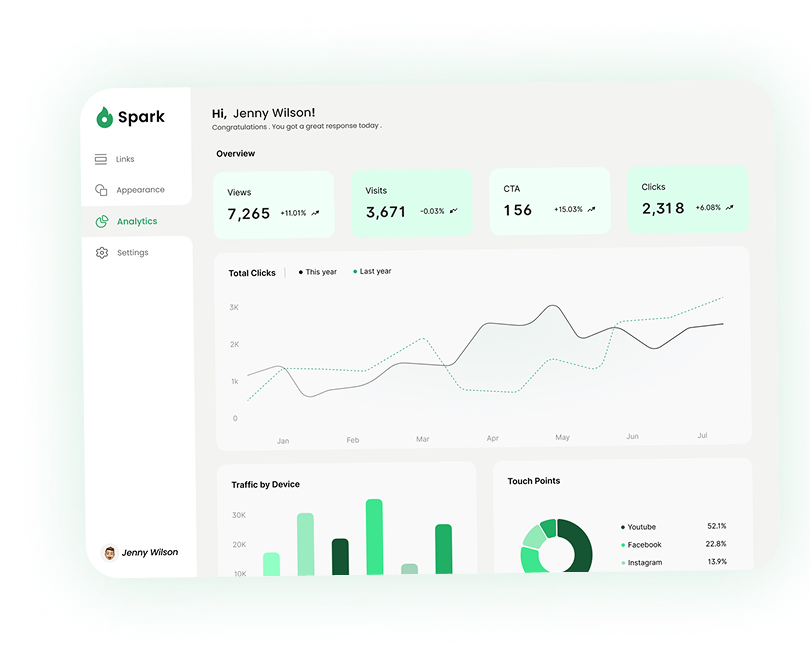 Spark
Links
Appearance
Analytics
Settings
Jenny Wilson
Hi, Jenny Wilson!
Congratulations . You got a great response today .
Overview
Views
7,265 +11.01%
Visits
3,671 -0.03%
CTA
156 +15.03%
Clicks
2,318 +6.08%
Total Clicks
This year
Last year
3K
2K
1k
0
Jan Feb Mar Apr May Jun Jul
Traffic by Device
30K
20K
10K
Touch Points
Youtube 52.1%
Facebook 22.8%
Instagram 13.9%